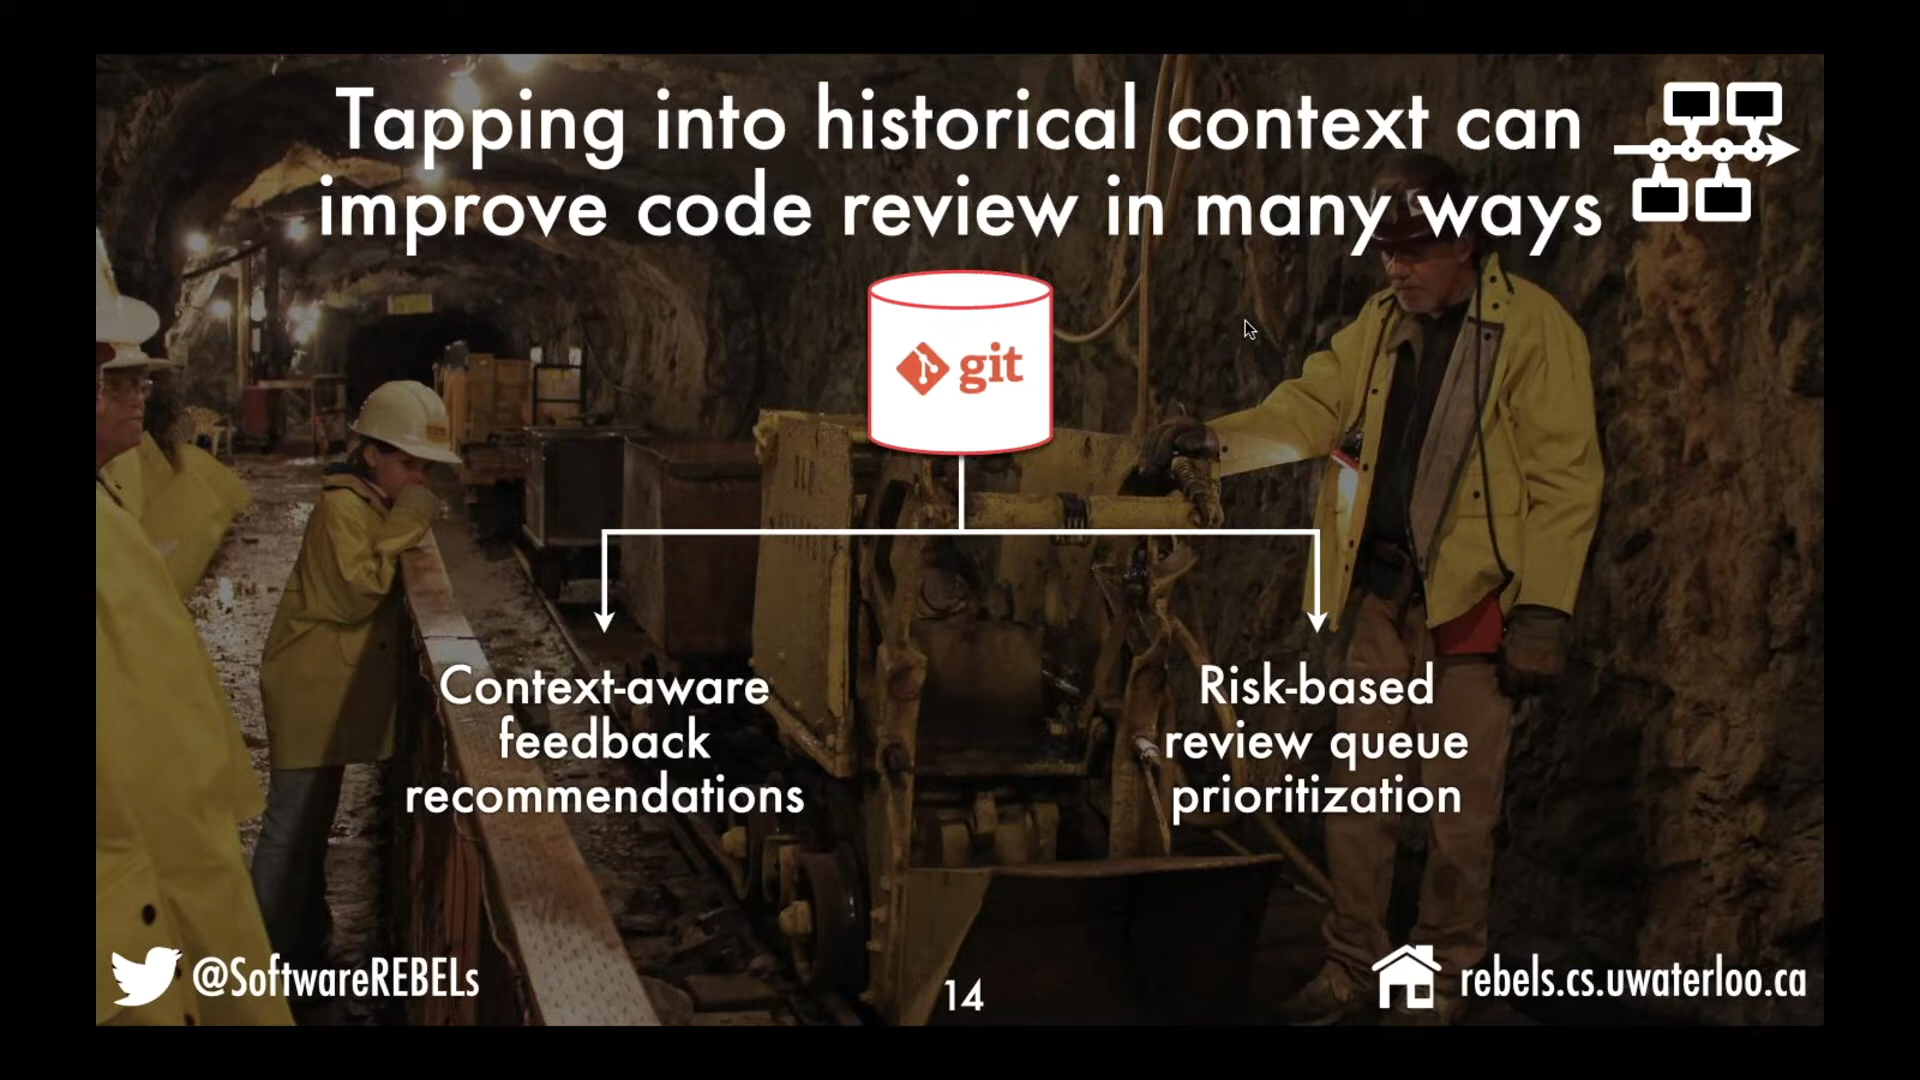 Tapping into historical context can
improve code review in many ways
git
Context-aware
feedback
recommendations
Risk-based
review queue
prioritization
@SoftwareREBELs
14
rebels.cs.uwaterloo.ca